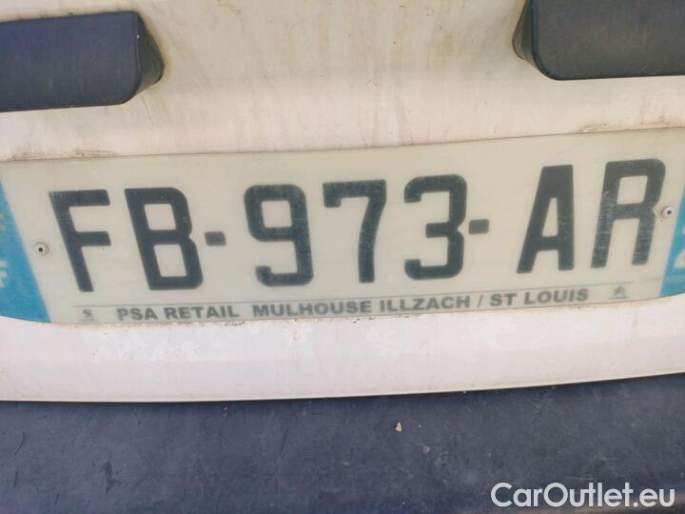 FB-973-AR
PSA RETAIL MULHOUSE ILLZACH / ST LOUIS
CarOutlet.eu